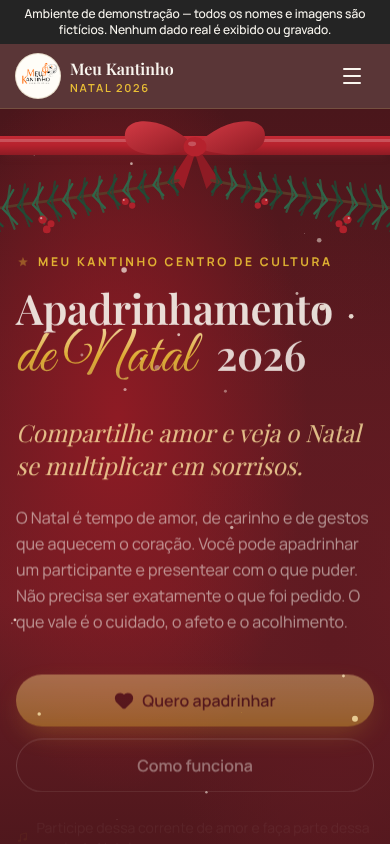 Ambiente de demonstração — todos os nomes e imagens são
fictícios. Nenhum dado real é exibido ou gravado.
Meu Kantinho
Meu Kantinho
NATAL 2026
MEU KANTINHO CENTRO DE CULTURA
Apadrinhamento
de Natal 2026
Compartilhe amor e veja o Natal
se multiplicar em sorrisos.
O Natal é tempo de amor, de carinho e de gestos
que aquecem o coração. Você pode apadrinhar
um participante e presentear com o que puder.
Não precisa ser exatamente o que foi pedido. O
que vale é o cuidado, o afeto e o acolhimento.
Quero apadrinhar
Como funciona
Participe dessa corrente de amor e faça parte dessa